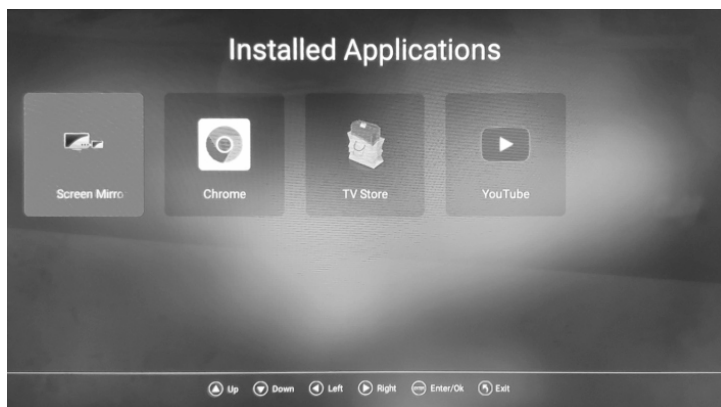 Installed Applications
Screen Mirro
Chrome
TV Store
YouTube
Up Down Left Right Enter/Ok Exit